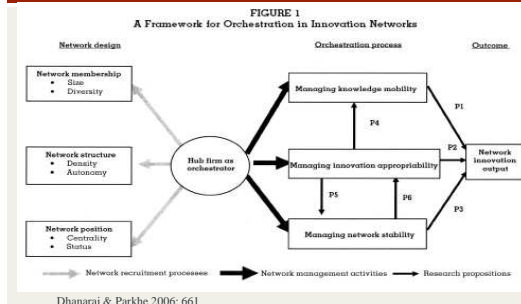 FIGURE 1
A Framework for Orchestration in Innovation Networks
Network design
Orchestration process
Outcome
Network membership
• Size
• Diversity
Network structure
• Density
• Autonomy
Network position
• Centrality
• Status
Hub firm as
orchestrator
Managing knowledge mobility
P4
Managing innovation appropriability
P5
P6
Managing network stability
P1
P2
P3
Network
innovation
output
Network recruitment processes
Network management activities
Research propositions
Dhanaraj & Parkhe 2006: 661